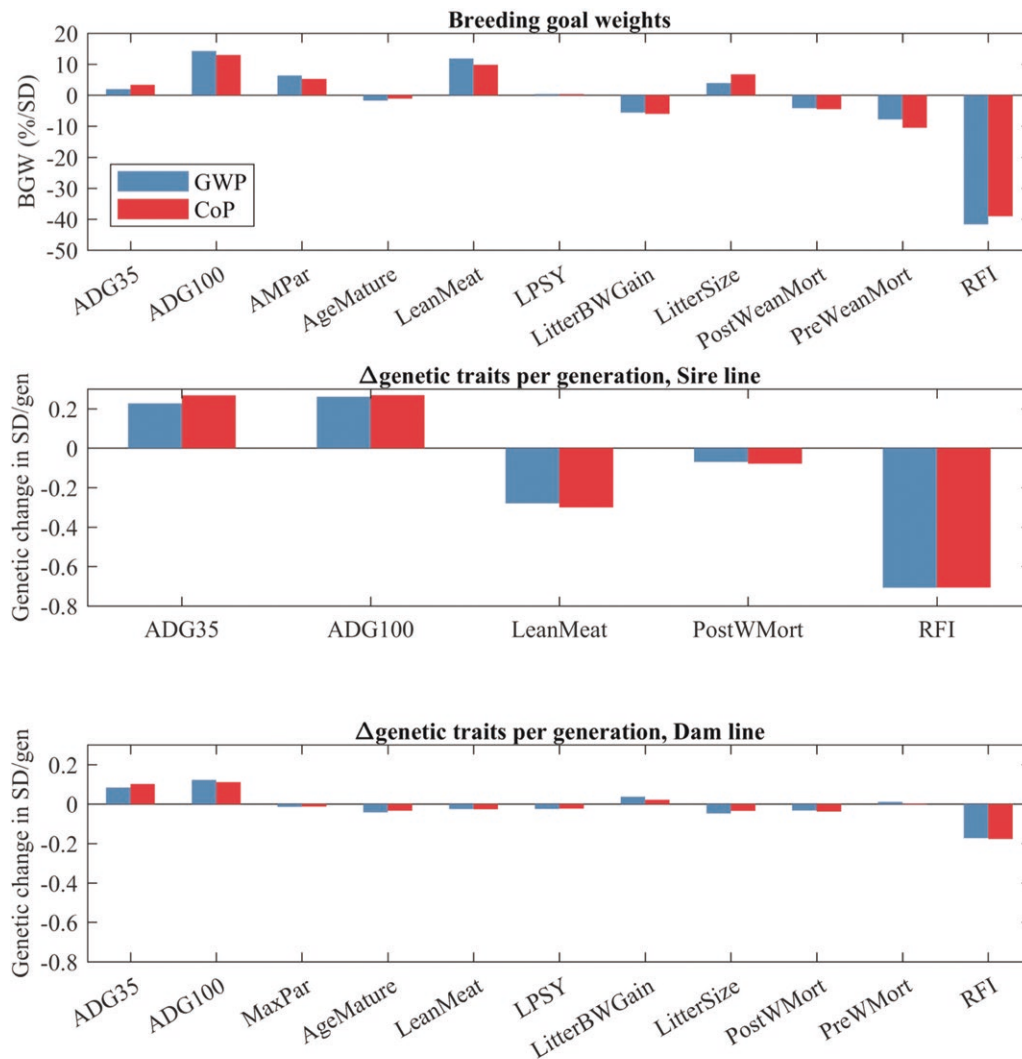 Breeding goal weights
BGW (%/SD)
20
10
0
-10
-20
-30
-40
-50
GWP
CoP
ADG35
ADG100
AMPar
AgeMature
LeanMeat
LPSY
LitterBWGain
LitterSize
PostWeanMort
PreWeanMort
RFI
Δgenetic traits per generation, Sire line
Genetic change in SD/gen
0.2
0
-0.2
-0.4
-0.6
-0.8
ADG35
ADG100
LeanMeat
PostWMort
RFI
Δgenetic traits per generation, Dam line
Genetic change in SD/gen
0.2
0
-0.2
-0.4
-0.6
-0.8
ADG35
ADG100
MaxPar
AgeMature
LeanMeat
LPSY
LitterBWGain
LitterSize
PostWMort
PreWMort
RFI